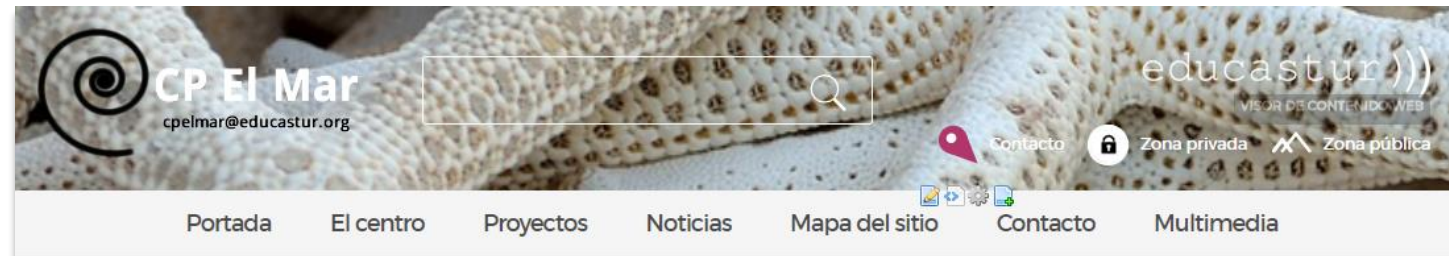 CP El Mar
cpelmar@educastur.org
educastur)))
VISOR DE CONTENIDO WEB
Contacto Zona privada Zona pública
Portada El centro Proyectos Noticias Mapa del sitio Contacto Multimedia